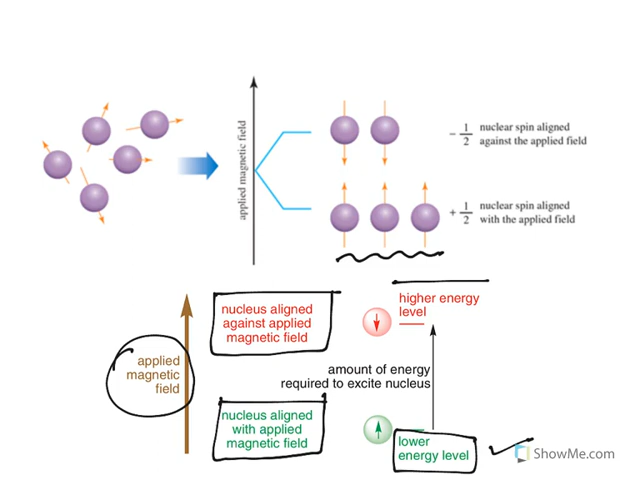 applied magnetic field
- 1/2
nuclear spin aligned
against the applied field
+ 1/2
nuclear spin aligned
with the applied field
applied
magnetic
field
nucleus aligned
against applied
magnetic field
higher energy
level
amount of energy
required to excite nucleus
nucleus aligned
with applied
magnetic field
lower
energy level
ShowMe.com